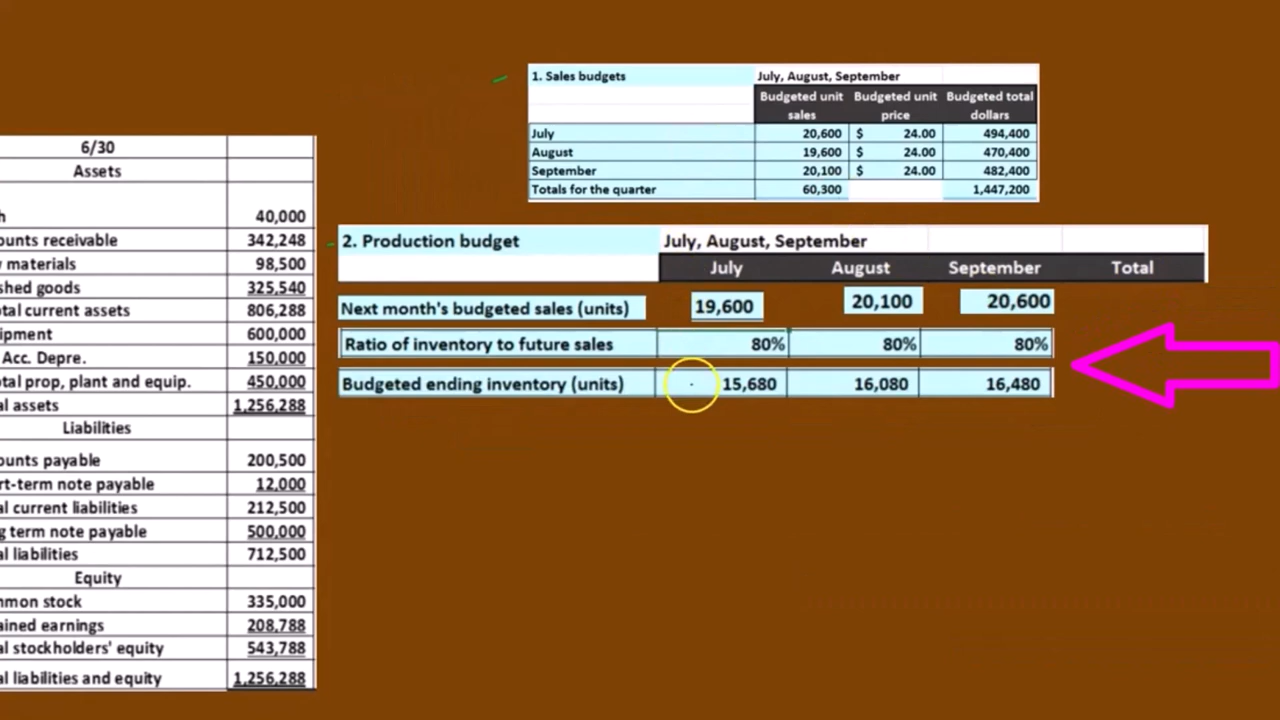 1. Sales budgets July, August, September
Budgeted unit sales Budgeted unit price Budgeted total dollars
July 20,600 $ 24.00 494,400
August 19,600 $ 24.00 470,400
September 20,100 $ 24.00 482,400
Totals for the quarter 60,300 1,447,200
6/30
Assets
h 40,000
ounts receivable 342,248
materials 98,500
shed goods 325,540
tal current assets 806,288
ipment 600,000
Acc. Depre. 150,000
tal prop, plant and equip. 450,000
al assets 1,256,288
Liabilities
ounts payable 200,500
rt-term note payable 12,000
al current liabilities 212,500
g term note payable 500,000
al liabilities 712,500
Equity
mmon stock 335,000
ained earnings 208,788
al stockholders' equity 543,788
al liabilities and equity 1,256,288
2. Production budget July, August, September
July August September Total
Next month's budgeted sales (units) 19,600 20,100 20,600
Ratio of inventory to future sales 80% 80% 80%
Budgeted ending inventory (units) 15,680 16,080 16,480